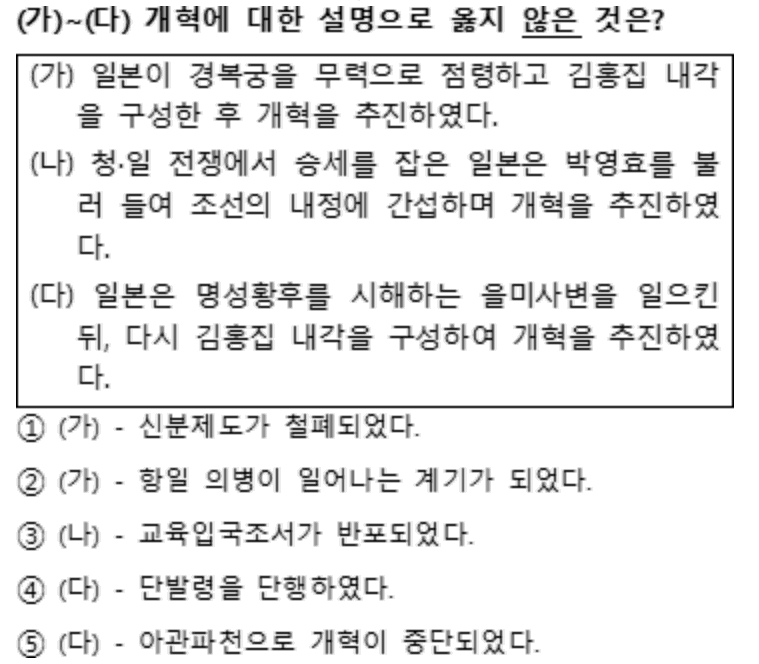 (가)~(다) 개혁에 대한 설명으로 옳지 않은 것은?
(가) 일본이 경복궁을 무력으로 점령하고 김홍집 내각
을 구성한 후 개혁을 추진하였다.
(나) 청·일 전쟁에서 승세를 잡은 일본은 박영효를 불
러 들여 조선의 내정에 간섭하며 개혁을 추진하였
다.
(다) 일본은 명성황후를 시해하는 을미사변을 일으킨
뒤, 다시 김홍집 내각을 구성하여 개혁을 추진하였
다.
① (가) - 신분제도가 철폐되었다.
② (가) - 항일 의병이 일어나는 계기가 되었다.
③ (나) - 교육입국조서가 반포되었다.
④ (다) - 단발령을 단행하였다.
⑤ (다) - 아관파천으로 개혁이 중단되었다.